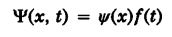 Ψ(x, t) = ψ(x)f(t)